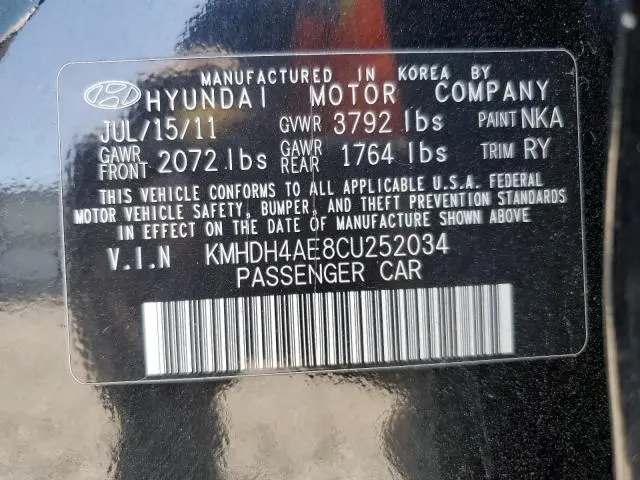 MANUFACTURED IN KOREA BY
HYUNDAI MOTOR COMPANY
JUL/15/11 GVWR 3792 lbs PAINT NKA
GAWR FRONT 2072 lbs GAWR REAR 1764 lbs TRIM RY
THIS VEHICLE CONFORMS TO ALL APPLICABLE U.S.A. FEDERAL
MOTOR VEHICLE SAFETY, BUMPER, AND THEFT PREVENTION STANDARDS
IN EFFECT ON THE DATE OF MANUFACTURE SHOWN ABOVE.
V.I.N KMHDH4AE8CU252034
PASSENGER CAR